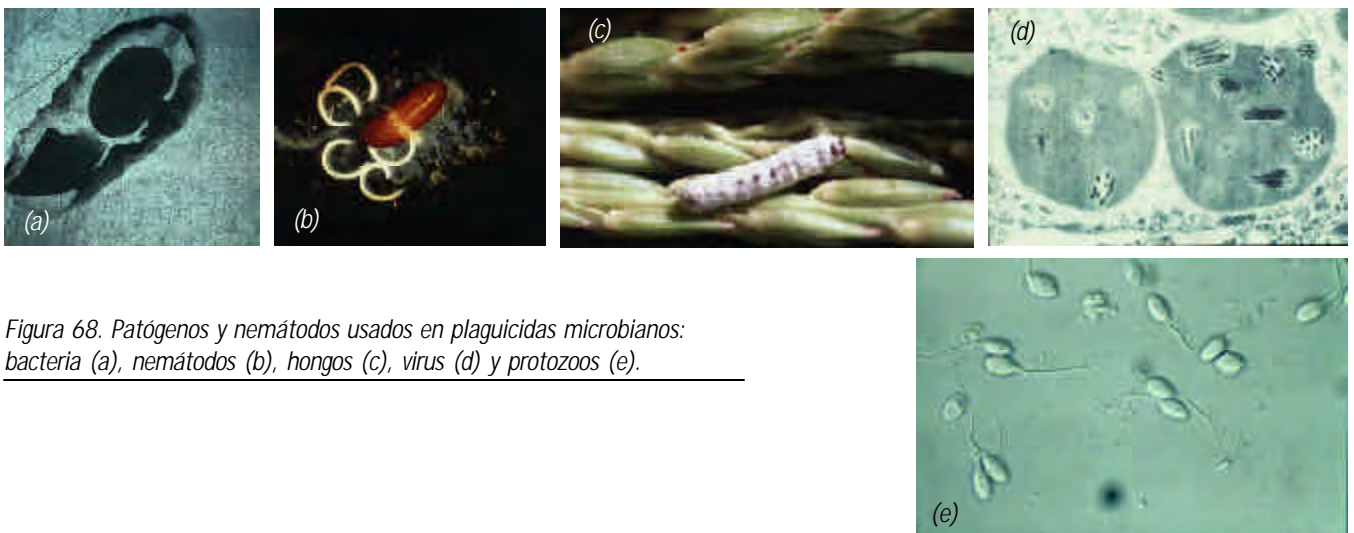 (a)
(b)
(c)
(d)
Figura 68. Patógenos y nemátodos usados en plaguicidas microbianos:
bacteria (a), nemátodos (b), hongos (c), virus (d) y protozoos (e).
(e)